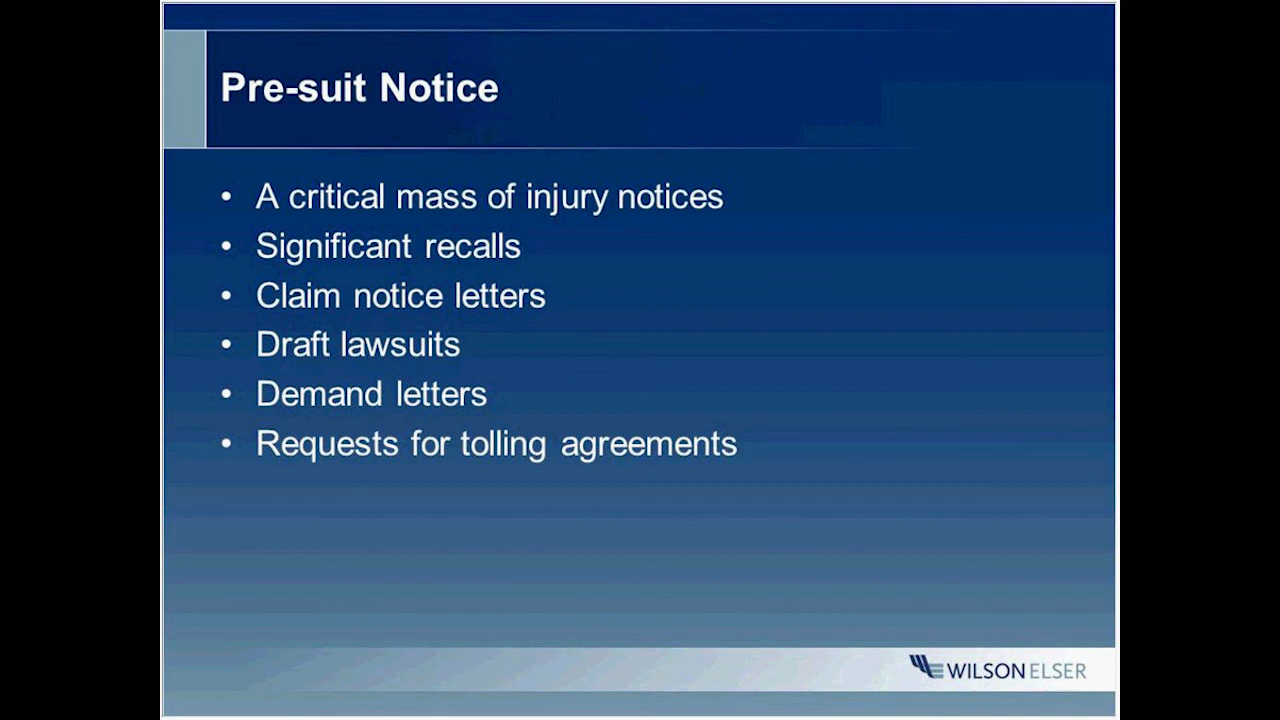 Pre-suit Notice
• A critical mass of injury notices
• Significant recalls
• Claim notice letters
• Draft lawsuits
• Demand letters
• Requests for tolling agreements
WILSON ELSER